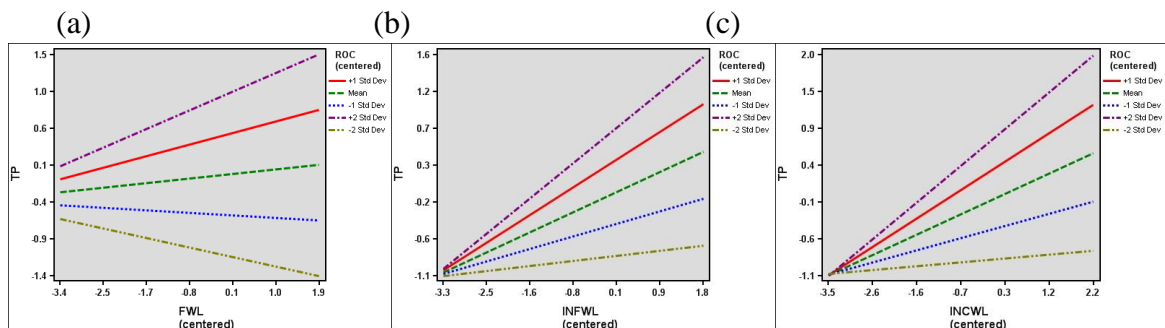 (a)
(b)
(c)
TP
1.5
1.0
0.6
0.1
-0.4
-0.9
-1.4
-3.4 -2.5 -1.7 -0.8 0.1 1.0 1.9
FWL
(centered)
ROC
(centered)
+1 Std Dev
Mean
-1 Std Dev
+2 Std Dev
-2 Std Dev
TP
1.6
1.2
0.7
0.3
-0.2
-0.6
-1.1
-3.3 -2.5 -1.6 -0.8 0.1 0.9 1.8
INFWL
(centered)
ROC
(centered)
+1 Std Dev
Mean
-1 Std Dev
+2 Std Dev
-2 Std Dev
TP
2.0
1.4
0.9
0.4
-0.1
-0.6
-1.1
-3.5 -2.6 -1.6 -0.7 0.3 1.2 2.2
INCWL
(centered)
ROC
(centered)
+1 Std Dev
Mean
-1 Std Dev
+2 Std Dev
-2 Std Dev